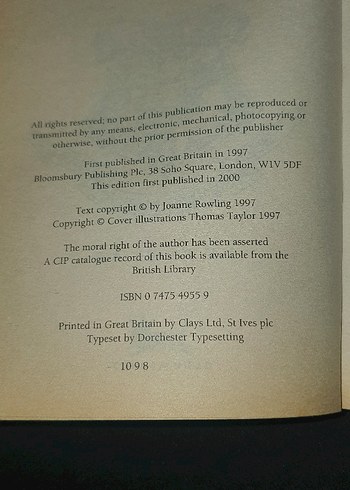 All rights reserved; no part of this publication may be reproduced or
transmitted by any means, electronic, mechanical, photocopying or
otherwise, without the prior permission of the publisher
First published in Great Britain in 1997
Bloomsbury Publishing Plc, 38 Soho Square, London, W1V 5DF
This edition first published in 2000
Text copyright © by Joanne Rowling 1997
Copyright © Cover illustrations Thomas Taylor 1997
The moral right of the author has been asserted
A CIP catalogue record of this book is available from the
British Library
ISBN 0 7475 4955 9
Printed in Great Britain by Clays Ltd, St Ives plc
Typeset by Dorchester Typesetting
10 9 8